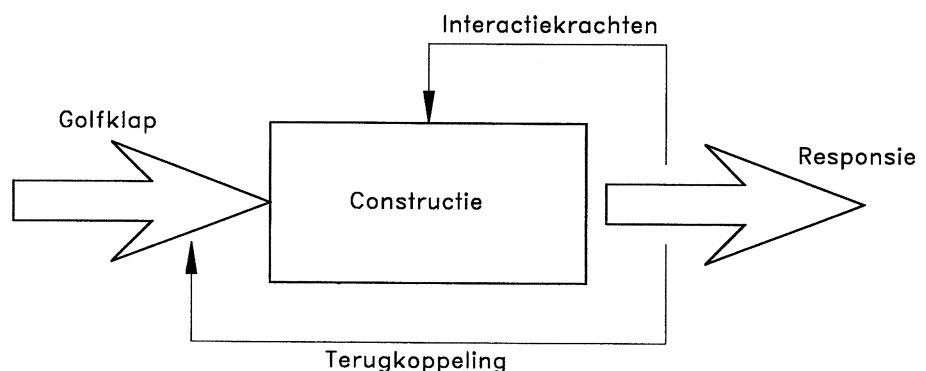 Interactiekrachten
Golfklap
Responsie
Constructie
Terugkoppeling